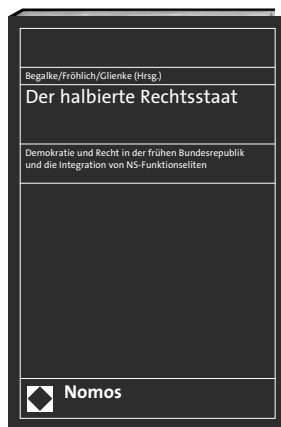 Begalke/Fröhlich/Glienke (Hrsg.)
Der halbierte Rechtsstaat
Demokratie und Recht in der frühen Bundesrepublik
und die Integration von NS-Funktionseliten
Nomos